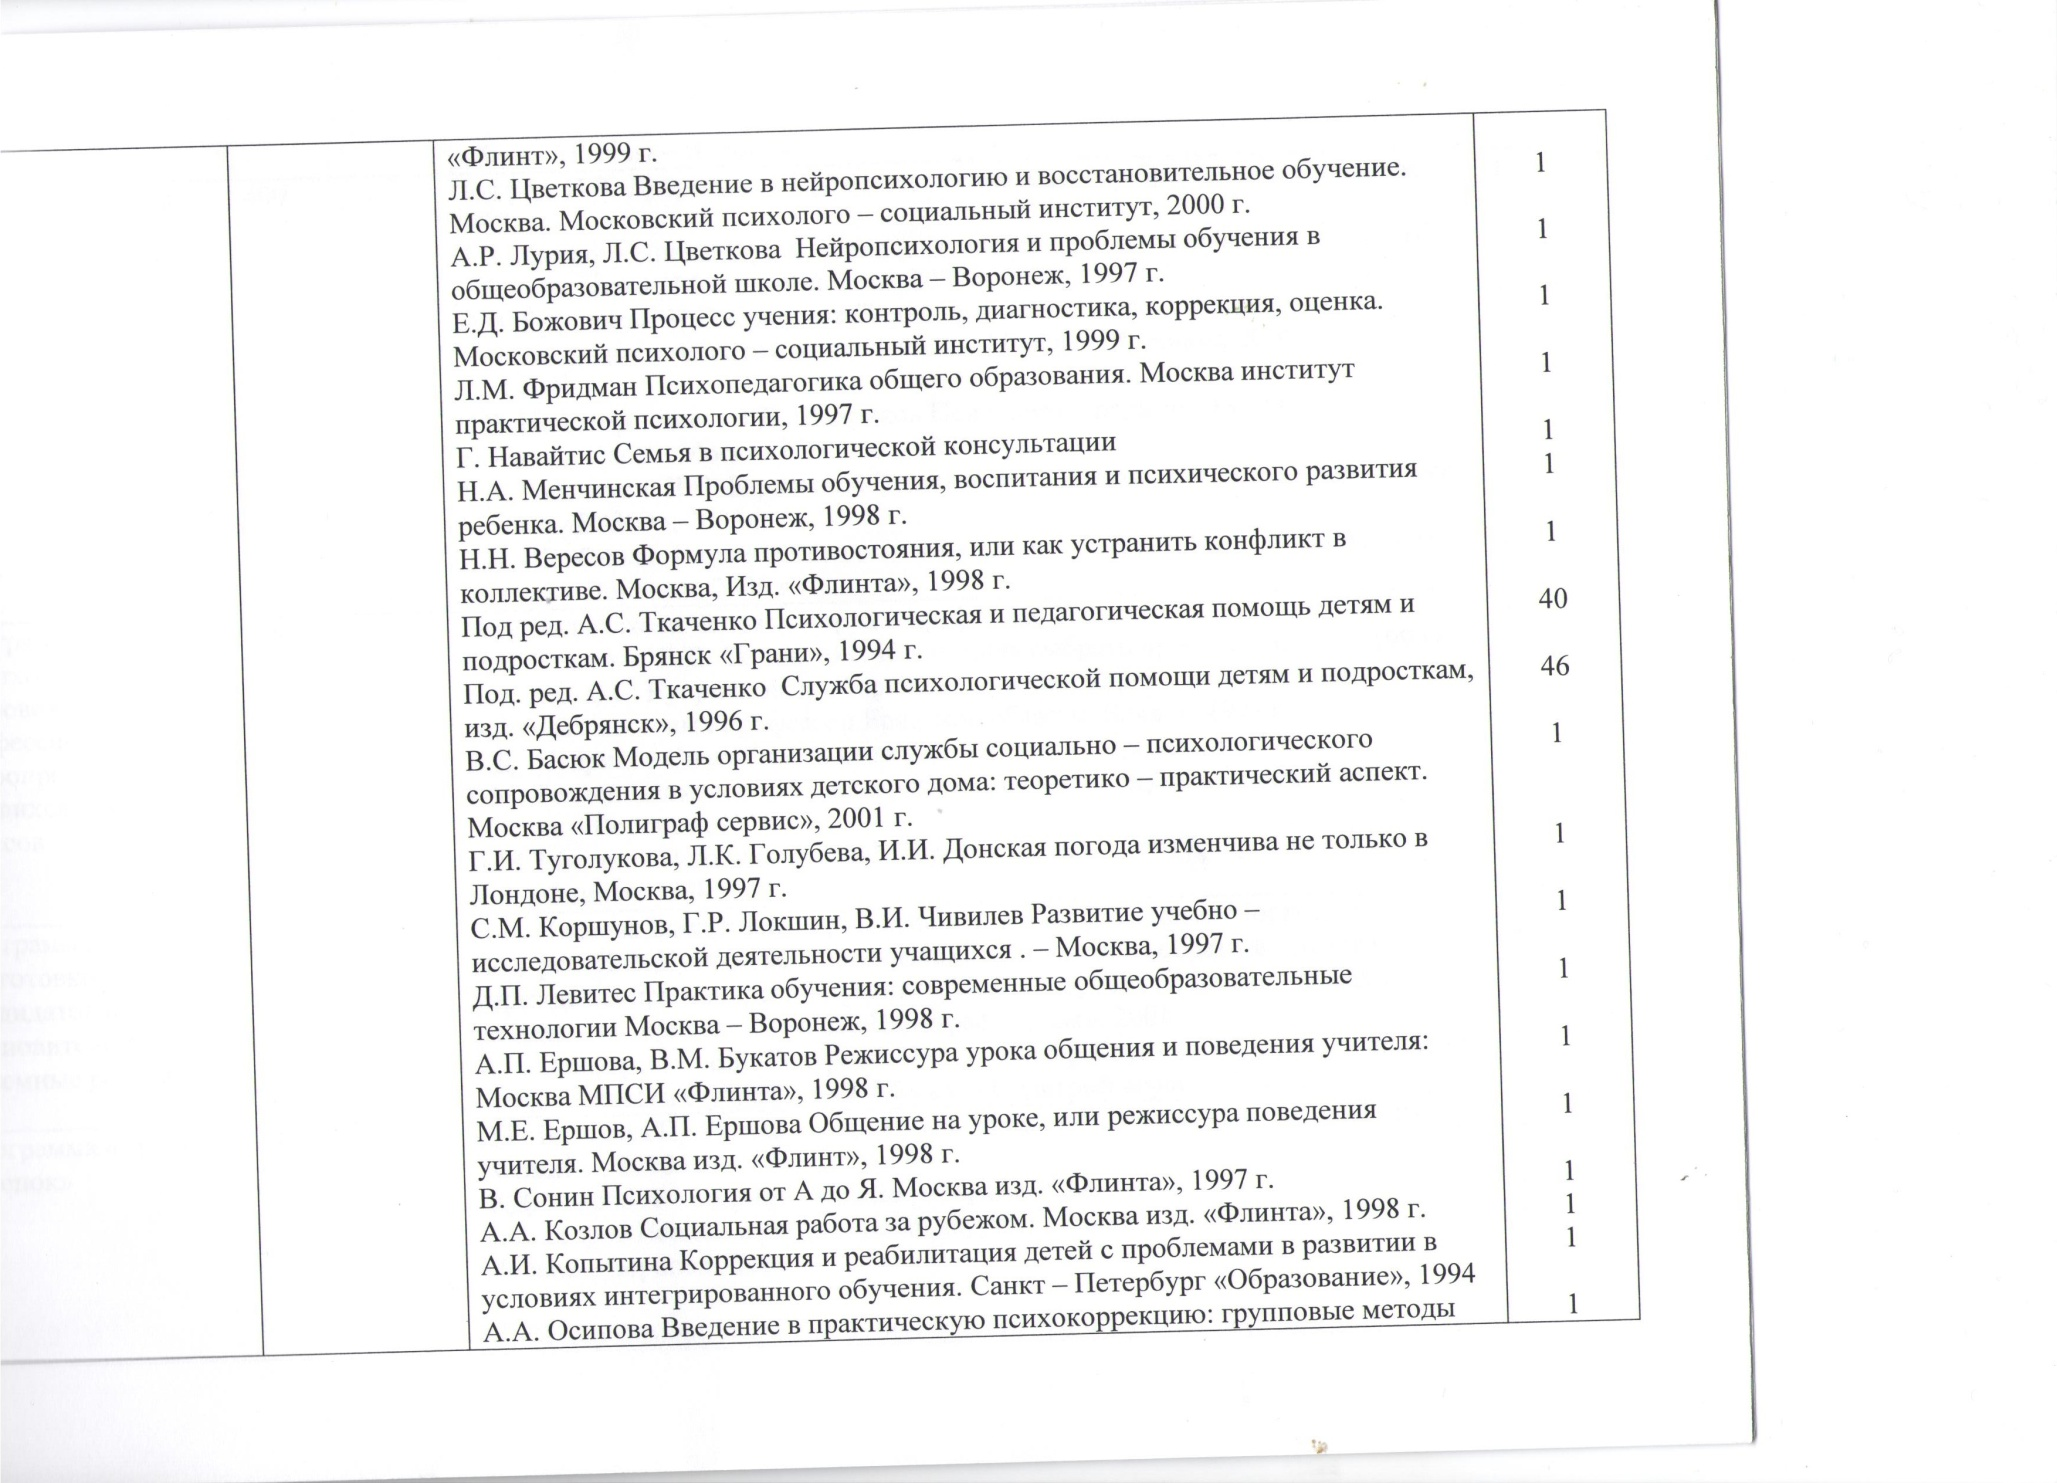 «Флинт», 1999 г.
Л.С. Цветкова Введение в нейропсихологию и восстановительное обучение. 1
Москва. Московский психолого – социальный институт, 2000 г.
А.Р. Лурия, Л.С. Цветкова Нейропсихология и проблемы обучения в 1
общеобразовательной школе. Москва – Воронеж, 1997 г.
Е.Д. Божович Процесс учения: контроль, диагностика, коррекция, оценка. 1
Московский психолого – социальный институт, 1999 г.
Л.М. Фридман Психопедагогика общего образования. Москва институт 1
практической психологии, 1997 г.
Г. Навайтис Семья в психологической консультации 1
Н.А. Менчинская Проблемы обучения, воспитания и психического развития 1
ребенка. Москва – Воронеж, 1998 г.
Н.Н. Вересов Формула противостояния, или как устранить конфликт в 1
коллективе. Москва, Изд. «Флинта», 1998 г.
Под ред. А.С. Ткаченко Психологическая и педагогическая помощь детям и 40
подросткам. Брянск «Грани», 1994 г.
Под. ред. А.С. Ткаченко Служба психологической помощи детям и подросткам, 46
изд. «Дебрянск», 1996 г.
В.С. Басюк Модель организации службы социально – психологического 1
сопровождения в условиях детского дома: теоретико – практический аспект.
Москва «Полиграф сервис», 2001 г.
Г.И. Туголукова, Л.К. Голубева, И.И. Донская погода изменчива не только в 1
Лондоне, Москва, 1997 г.
С.М. Коршунов, Г.Р. Локшин, В.И. Чивилев Развитие учебно – 1
исследовательской деятельности учащихся . – Москва, 1997 г.
Д.П. Левитес Практика обучения: современные общеобразовательные 1
технологии Москва – Воронеж, 1998 г.
А.П. Ершова, В.М. Букатов Режиссура урока общения и поведения учителя: 1
Москва МПСИ «Флинта», 1998 г.
М.Е. Ершов, А.П. Ершова Общение на уроке, или режиссура поведения 1
учителя. Москва изд. «Флинт», 1998 г.
В. Сонин Психология от А до Я. Москва изд. «Флинта», 1997 г. 1
А.А. Козлов Социальная работа за рубежом. Москва изд. «Флинта», 1998 г. 1
А.И. Копытина Коррекция и реабилитация детей с проблемами в развитии в 1
условиях интегрированного обучения. Санкт – Петербург «Образование», 1994
А.А. Осипова Введение в практическую психокоррекцию: групповые методы 1